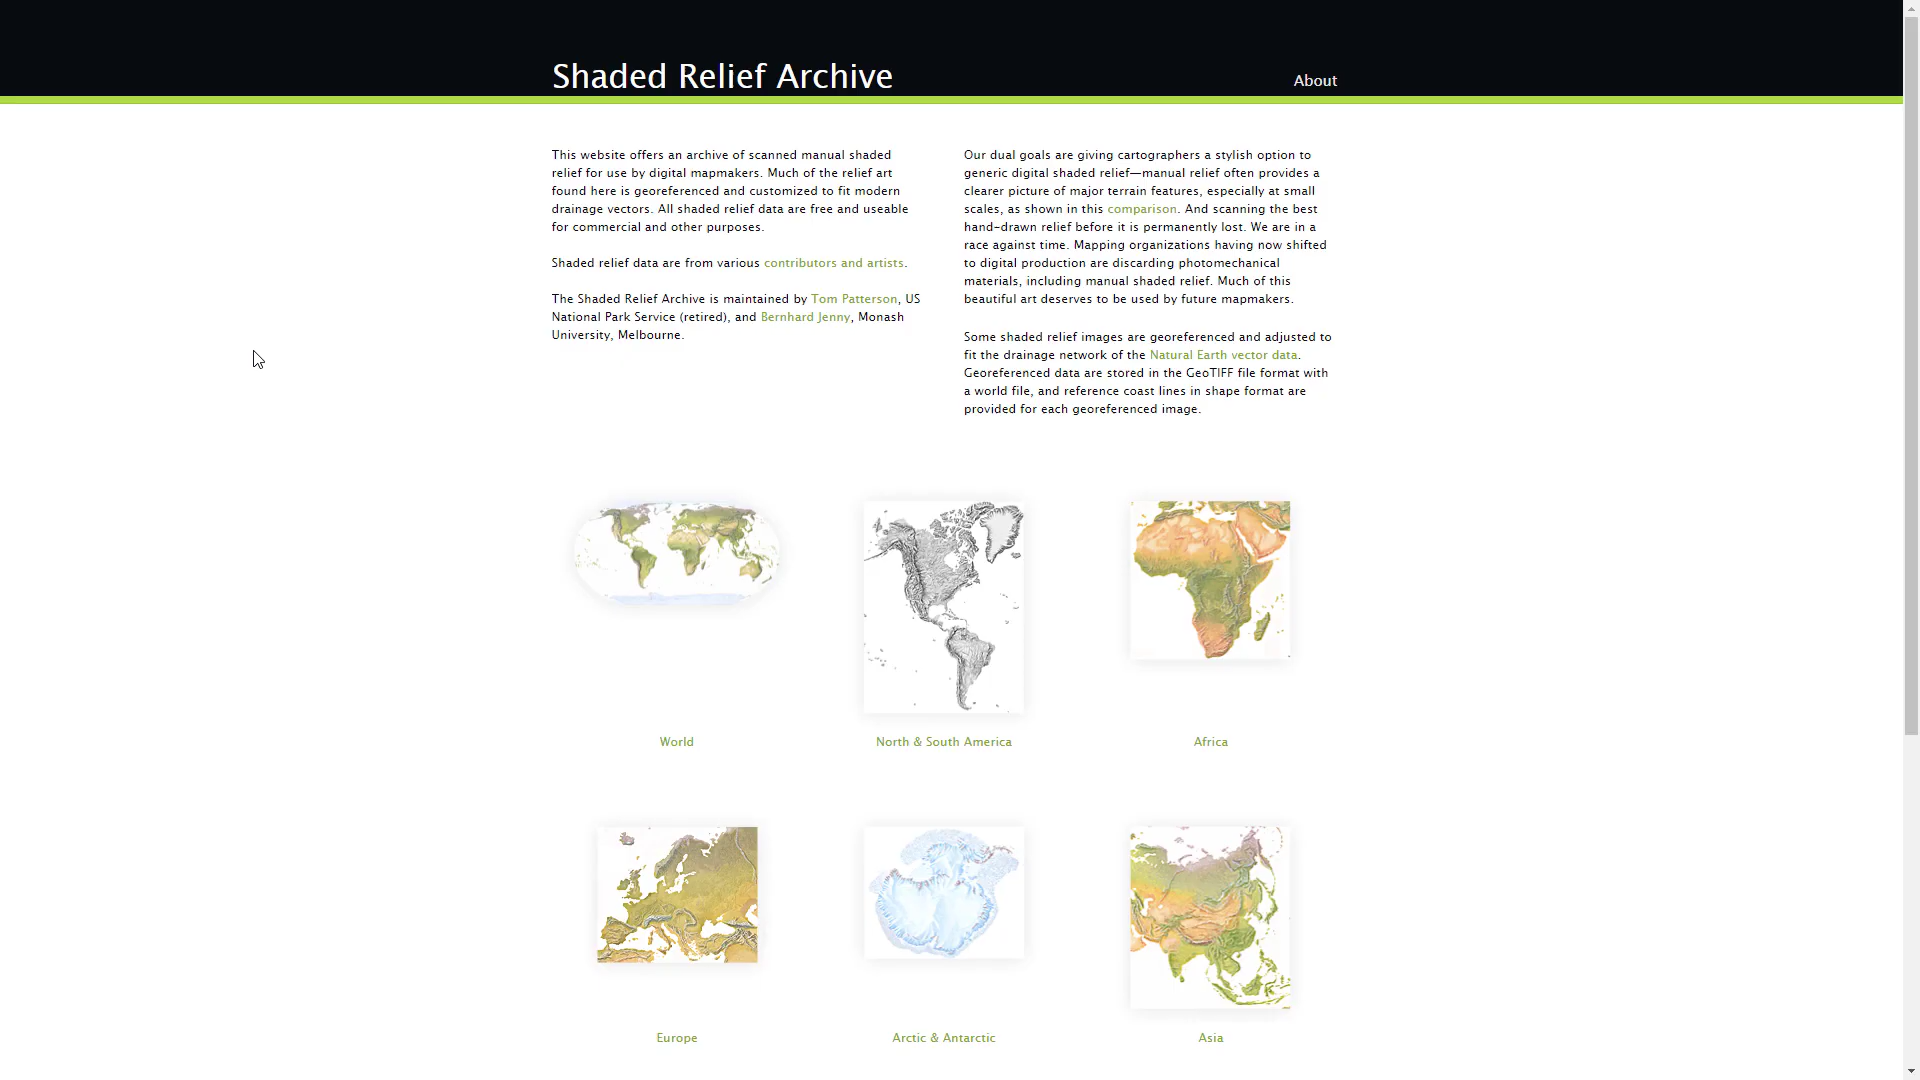 Shaded Relief Archive
About
This website offers an archive of scanned manual shaded
relief for use by digital mapmakers. Much of the relief art
found here is georeferenced and customized to fit modern
drainage vectors. All shaded relief data are free and useable
for commercial and other purposes.
Shaded relief data are from various contributors and artists.
The Shaded Relief Archive is maintained by Tom Patterson, US
National Park Service (retired), and Bernhard Jenny, Monash
University, Melbourne.
Our dual goals are giving cartographers a stylish option to
generic digital shaded relief—manual relief often provides a
clearer picture of major terrain features, especially at small
scales, as shown in this comparison. And scanning the best
hand-drawn relief before it is permanently lost. We are in a
race against time. Mapping organizations having now shifted
to digital production are discarding photomechanical
materials, including manual shaded relief. Much of this
beautiful art deserves to be used by future mapmakers.
Some shaded relief images are georeferenced and adjusted to
fit the drainage network of the Natural Earth vector data.
Georeferenced data are stored in the GeoTIFF file format with
a world file, and reference coast lines in shape format are
provided for each georeferenced image.
World
North & South America
Africa
Europe
Arctic & Antarctic
Asia